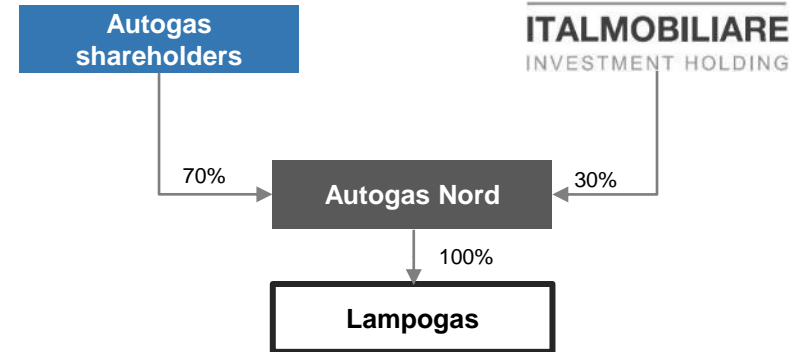 Autogas
shareholders
ITALMOBILIARE
INVESTMENT HOLDING
70%
Autogas Nord
30%
100%
Lampogas